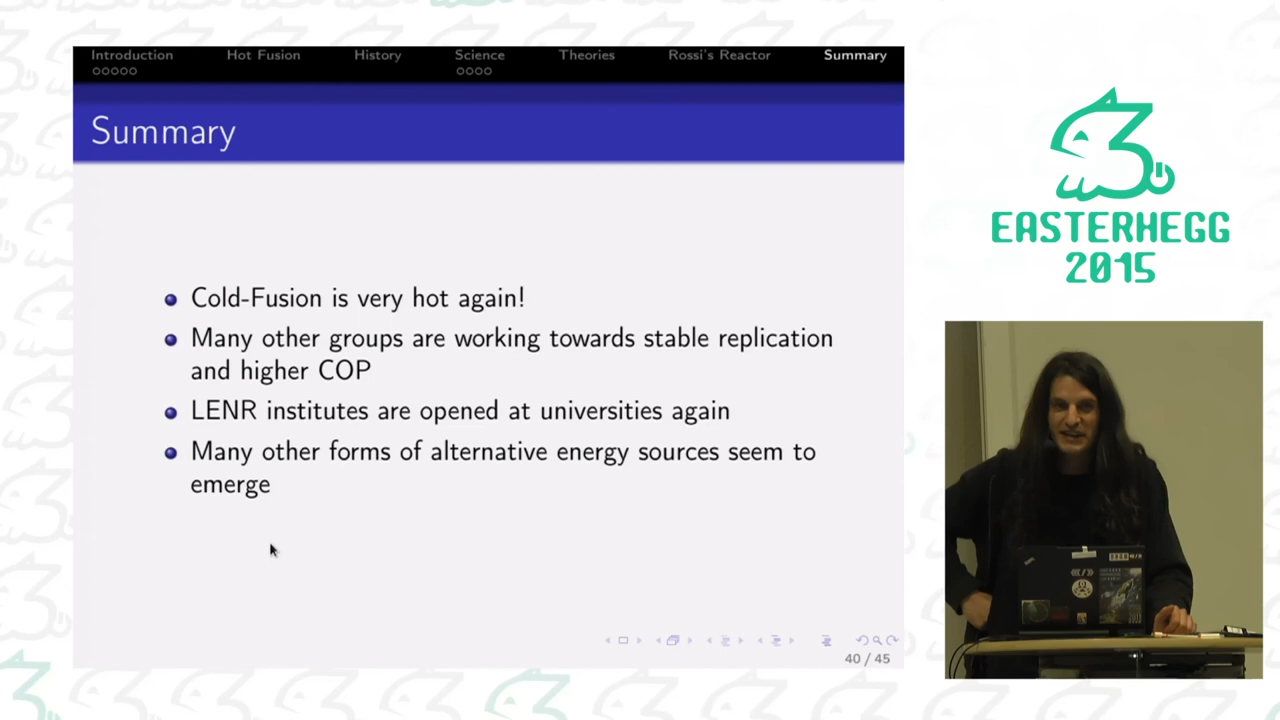 Introduction Hot Fusion History Science Theories Rossi's Reactor Summary
Summary
Cold-Fusion is very hot again!
Many other groups are working towards stable replication
and higher COP
LENR institutes are opened at universities again
Many other forms of alternative energy sources seem to
emerge
40 / 45
EASTERHEGG
2015